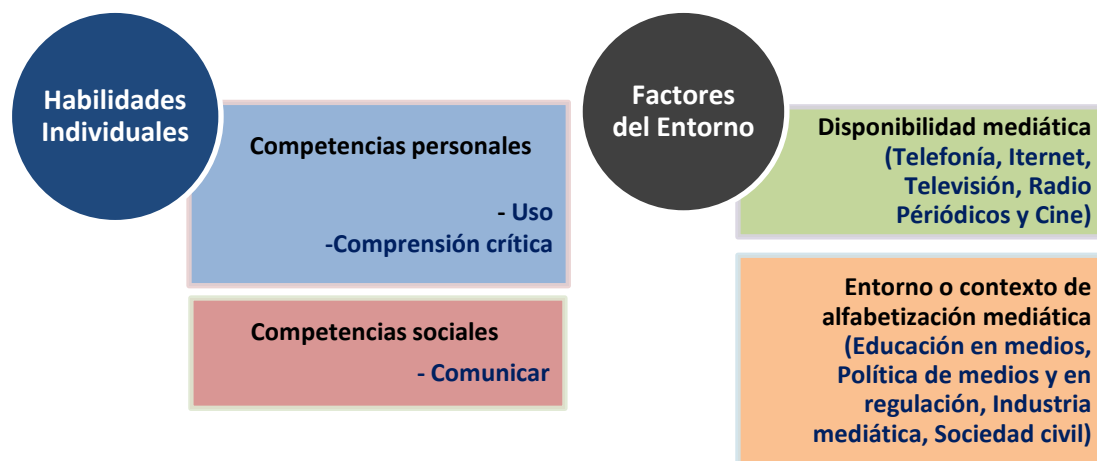 Habilidades
Individuales
Competencias personales
- Uso
-Comprensión crítica
Competencias sociales
- Comunicar
Factores
del Entorno
Disponibilidad mediática
(Telefonía, Iternet,
Televisión, Radio
Périódicos y Cine)
Entorno o contexto de
alfabetización mediática
(Educación en medios,
Política de medios y en
regulación, Industria
mediática, Sociedad civil)